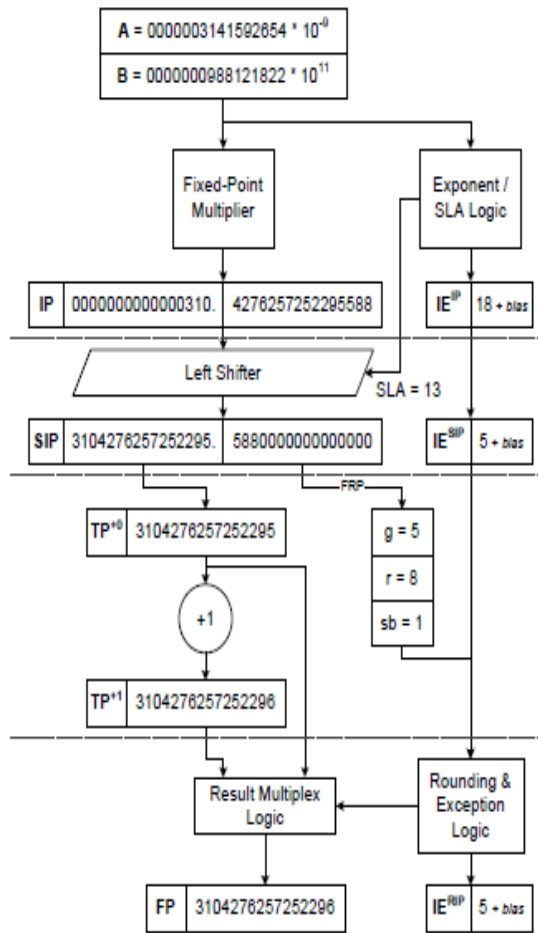 A = 0000003141592654 * 10^-9
B = 0000000988121822 * 10^11
Fixed-Point
Multiplier
Exponent /
SLA Logic
IP 0000000000000310. 4276257252295588
IE^IP 18 + bias
Left Shifter
SLA = 13
SIP 3104276257252295. 5880000000000000
IE^SIP 5 + bias
FRP
TP^+0 3104276257252295
g = 5
r = 8
sb = 1
+1
TP^+1 3104276257252296
Result Multiplex
Logic
Rounding &
Exception
Logic
FP 3104276257252296
IE^RIP 5 + bias